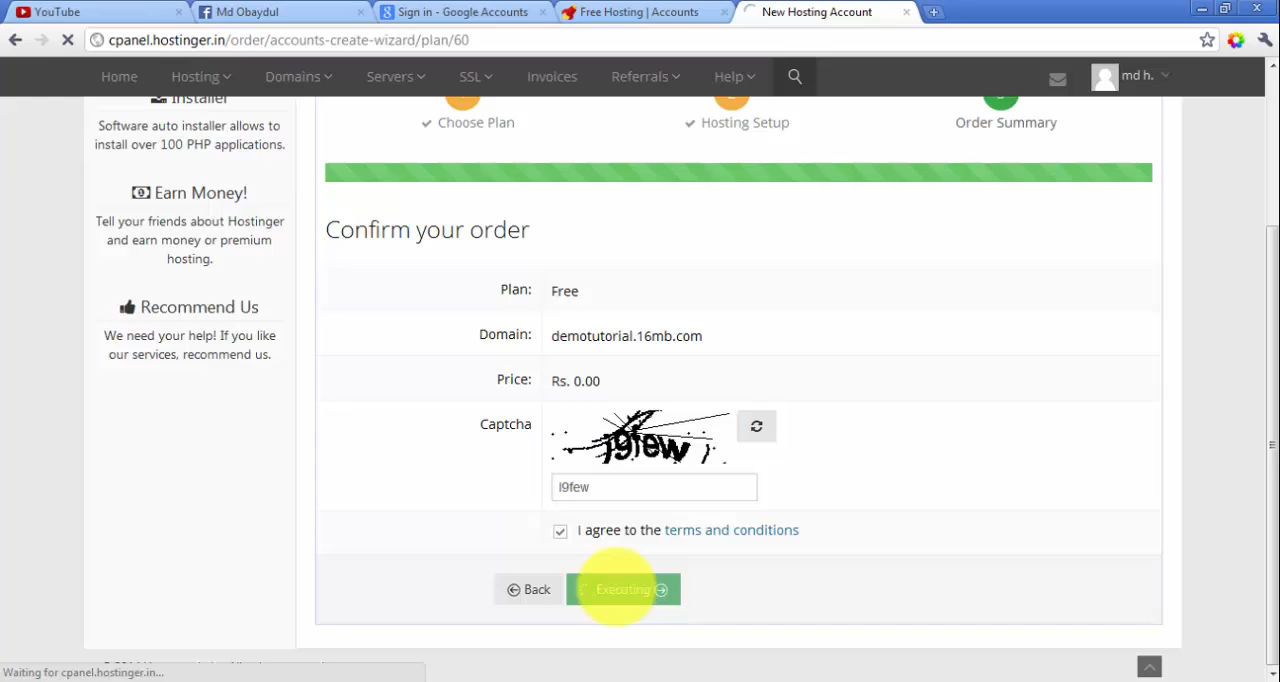 YouTube
Md Obaydul
Sign in - Google Accounts
Free Hosting | Accounts
New Hosting Account
cpanel.hostinger.in/order/accounts-create-wizard/plan/60
Home
Hosting
Domains
Servers
SSL
Invoices
Referrals
Help
md h.
Installer
Software auto installer allows to
install over 100 PHP applications.
Earn Money!
Tell your friends about Hostinger
and earn money or premium
hosting.
Recommend Us
We need your help! If you like
our services, recommend us.
Choose Plan
Hosting Setup
Order Summary
Confirm your order
Plan: Free
Domain: demotutorial.16mb.com
Price: Rs. 0.00
Captcha
l9few
I agree to the terms and conditions
Back
Executing
Waiting for cpanel.hostinger.in...